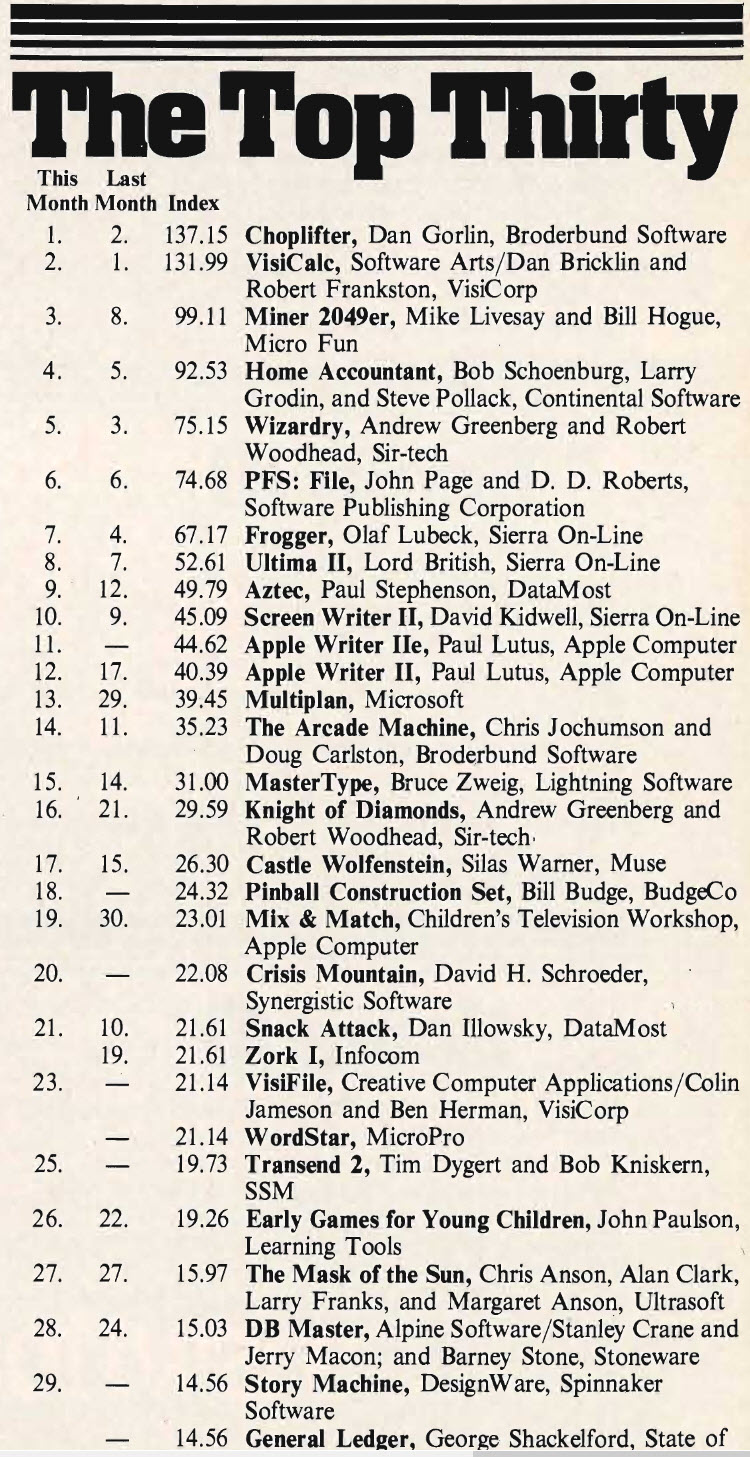 The Top Thirty
This Last
Month Month Index
1. 2. 137.15 Choplifter, Dan Gorlin, Broderbund Software
2. 1. 131.99 VisiCalc, Software Arts/Dan Bricklin and
Robert Frankston, VisiCorp
3. 8. 99.11 Miner 2049er, Mike Livesay and Bill Hogue,
Micro Fun
4. 5. 92.53 Home Accountant, Bob Schoenburg, Larry
Grodin, and Steve Pollack, Continental Software
5. 3. 75.15 Wizardry, Andrew Greenberg and Robert
Woodhead, Sir-tech
6. 6. 74.68 PFS: File, John Page and D. D. Roberts,
Software Publishing Corporation
7. 4. 67.17 Frogger, Olaf Lubeck, Sierra On-Line
8. 7. 52.61 Ultima II, Lord British, Sierra On-Line
9. 12. 49.79 Aztec, Paul Stephenson, DataMost
10. 9. 45.09 Screen Writer II, David Kidwell, Sierra On-Line
11. — 44.62 Apple Writer IIe, Paul Lutus, Apple Computer
12. 17. 40.39 Apple Writer II, Paul Lutus, Apple Computer
13. 29. 39.45 Multiplan, Microsoft
14. 11. 35.23 The Arcade Machine, Chris Jochumson and
Doug Carlston, Broderbund Software
15. 14. 31.00 MasterType, Bruce Zweig, Lightning Software
16. 21. 29.59 Knight of Diamonds, Andrew Greenberg and
Robert Woodhead, Sir-tech
17. 15. 26.30 Castle Wolfenstein, Silas Warner, Muse
18. — 24.32 Pinball Construction Set, Bill Budge, BudgeCo
19. 30. 23.01 Mix & Match, Children's Television Workshop,
Apple Computer
20. — 22.08 Crisis Mountain, David H. Schroeder,
Synergistic Software
21. 10. 21.61 Snack Attack, Dan Illowsky, DataMost
19. 21.61 Zork I, Infocom
23. — 21.14 VisiFile, Creative Computer Applications/Colin
Jameson and Ben Herman, VisiCorp
— 21.14 WordStar, MicroPro
25. — 19.73 Transend 2, Tim Dygert and Bob Kniskern,
SSM
26. 22. 19.26 Early Games for Young Children, John Paulson,
Learning Tools
27. 27. 15.97 The Mask of the Sun, Chris Anson, Alan Clark,
Larry Franks, and Margaret Anson, Ultrasoft
28. 24. 15.03 DB Master, Alpine Software/Stanley Crane and
Jerry Macon; and Barney Stone, Stoneware
29. — 14.56 Story Machine, DesignWare, Spinnaker
Software
— 14.56 General Ledger, George Shackelford, State of